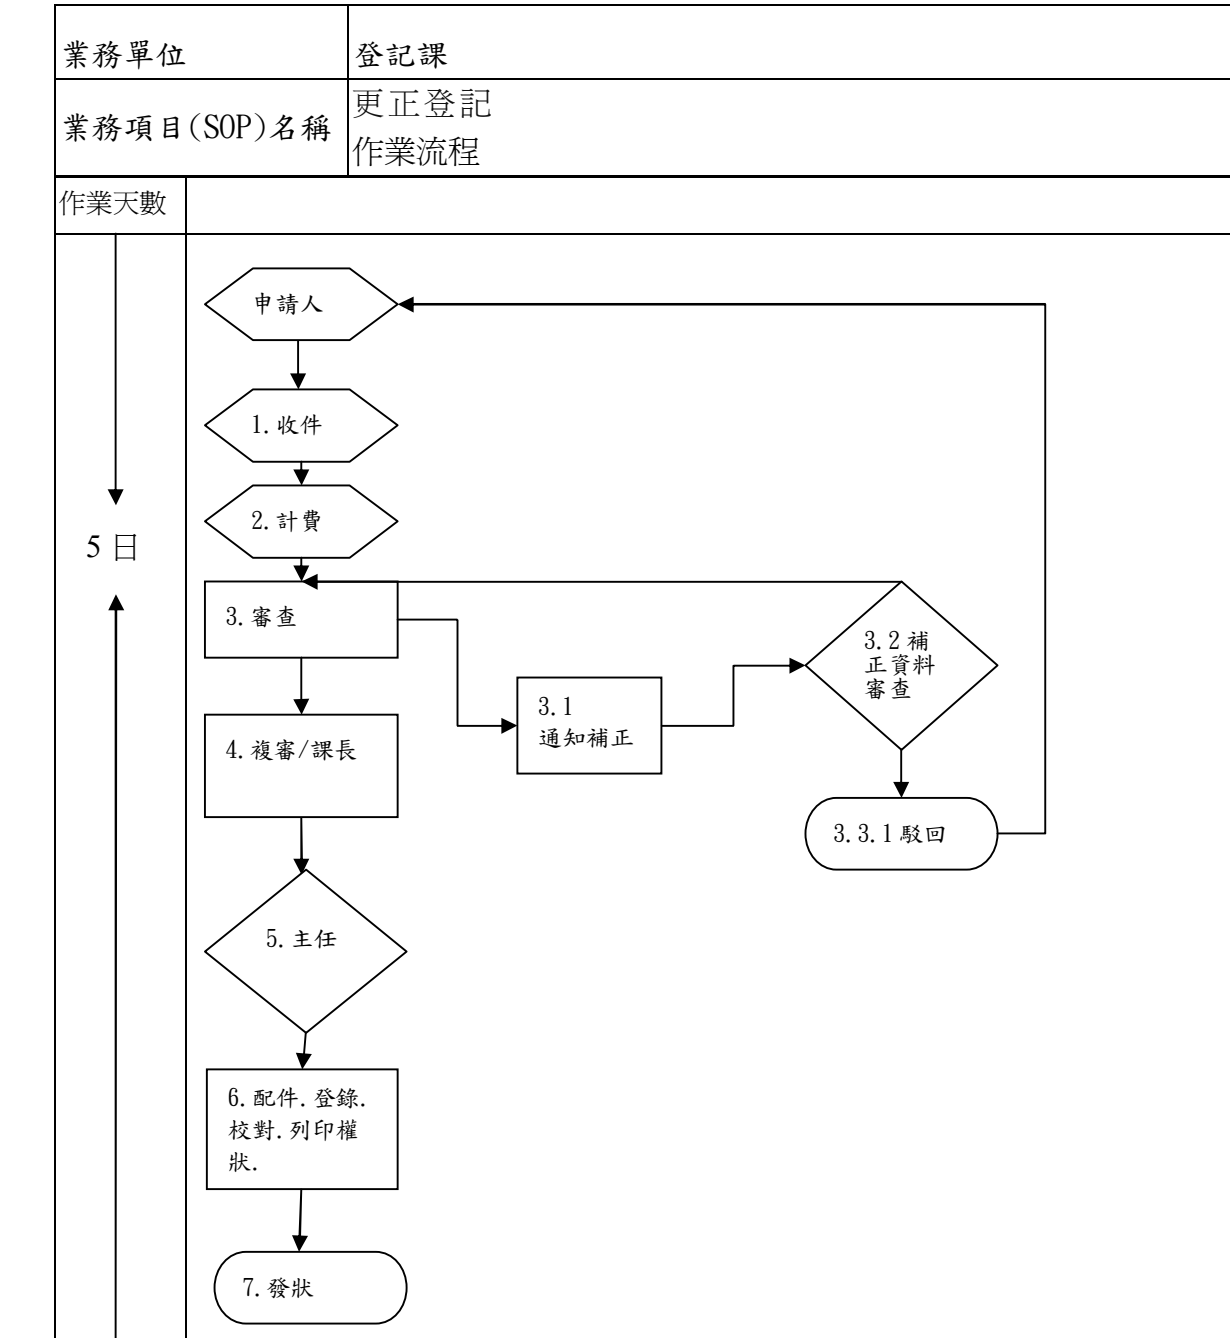 業務單位
登記課
業務項目(SOP)名稱
更正登記
作業流程
作業天數
申請人
1.收件
2.計費
5日
3.審查
3.2補
正資料
審查
3.1
通知補正
4.複審/課長
3.3.1駁回
5.主任
6.配件.登錄.
校對.列印權
狀.
7.發狀